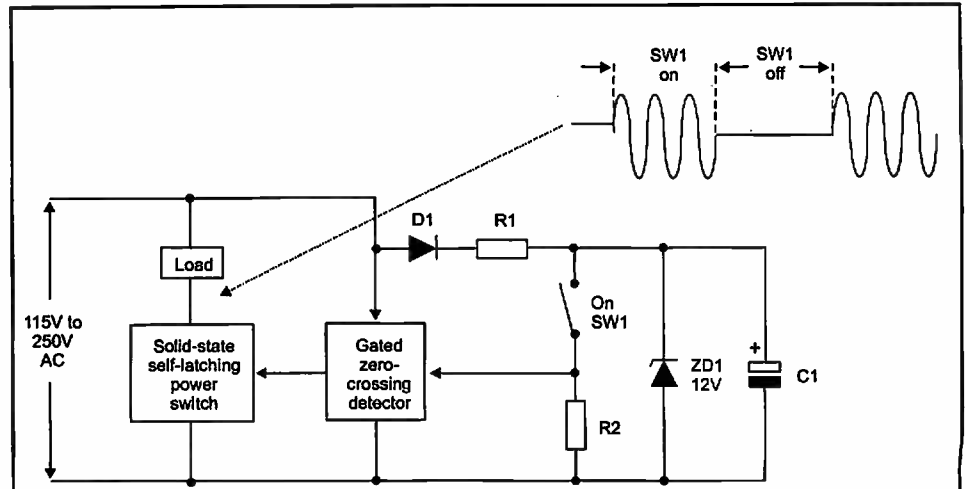 SW1
on
SW1
off
D1
R1
Load
115V to
250V
AC
Solid-state
self-latching
power
switch
Gated
zero-
crossing
detector
On
SW1
R2
ZD1
12V
+
C1